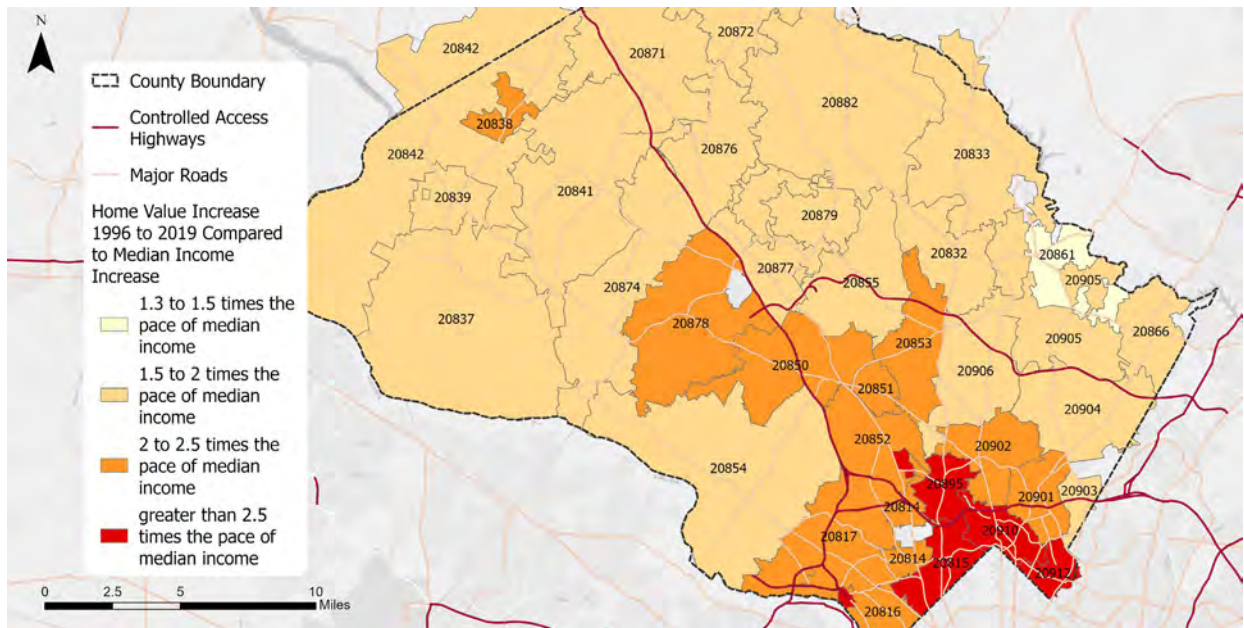 N
County Boundary
Controlled Access
Highways
Major Roads
Home Value Increase
1996 to 2019 Compared
to Median Income
Increase
1.3 to 1.5 times the
pace of median
income
1.5 to 2 times the
pace of median
income
2 to 2.5 times the
pace of median
income
greater than 2.5
times the pace of
median income
0 2.5 5 10
Miles
20842
20871
20872
20882
20838
20842
20876
20833
20839
20841
20879
20832
20861
20877
20855
20905
20874
20837
20878
20853
20905
20866
20850
20851
20906
20904
20852
20902
20854
20895
20903
20901
20814
20910
20817
20814
20815
20912
20816